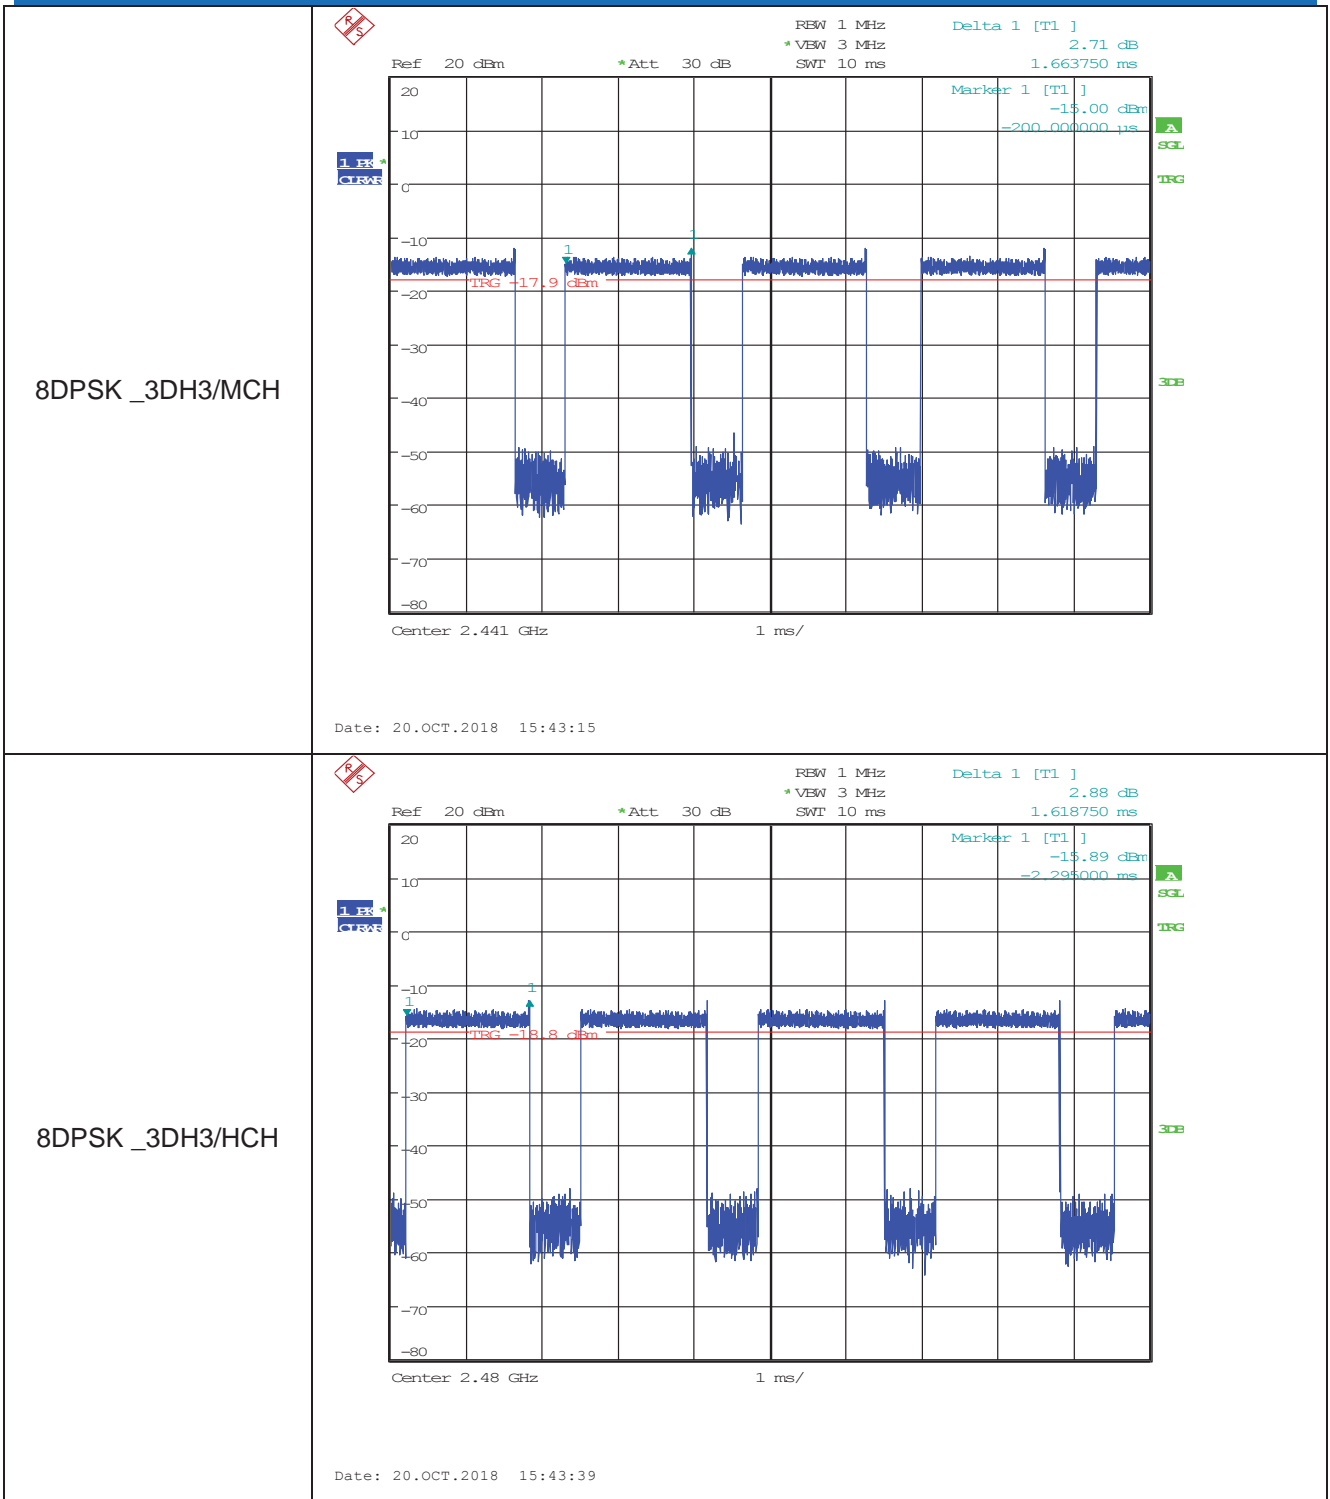 8DPSK _3DH3/MCH
R S
RBW 1 MHz
Delta 1 [T1 ]
*VBW 3 MHz
2.71 dB
Ref 20 dBm
*Att 30 dB
SWT 10 ms
1.663750 ms
Marker 1 [T1 ]
-15.00 dBm
-200.000000 µs
20
10
0
-10
-20
-30
-40
-50
-60
-70
-80
1 PK *
CLRWR
A
SGL
TRG
3DB
1
1
TRG -17.9 dBm
Center 2.441 GHz
1 ms/
Date: 20.OCT.2018 15:43:15
8DPSK _3DH3/HCH
R S
RBW 1 MHz
Delta 1 [T1 ]
*VBW 3 MHz
2.88 dB
Ref 20 dBm
*Att 30 dB
SWT 10 ms
1.618750 ms
Marker 1 [T1 ]
-15.89 dBm
-2.295000 ms
20
10
0
-10
-20
-30
-40
-50
-60
-70
-80
1 PK *
CLRWR
A
SGL
TRG
3DB
1
1
TRG -18.8 dBm
Center 2.48 GHz
1 ms/
Date: 20.OCT.2018 15:43:39